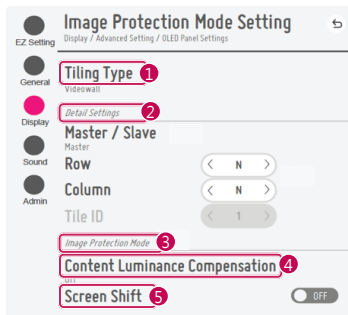 Image Protection Mode Setting
Display / Advanced Setting / OLED Panel Settings
EZ Setting
General
Display
Sound
Admin
Tiling Type 1
Videowall
Detail Settings 2
Master / Slave
Master
Row < N >
Column < N >
Tile ID < 1 >
Image Protection Mode 3
Content Luminance Compensation 4
Off
Screen Shift 5 OFF